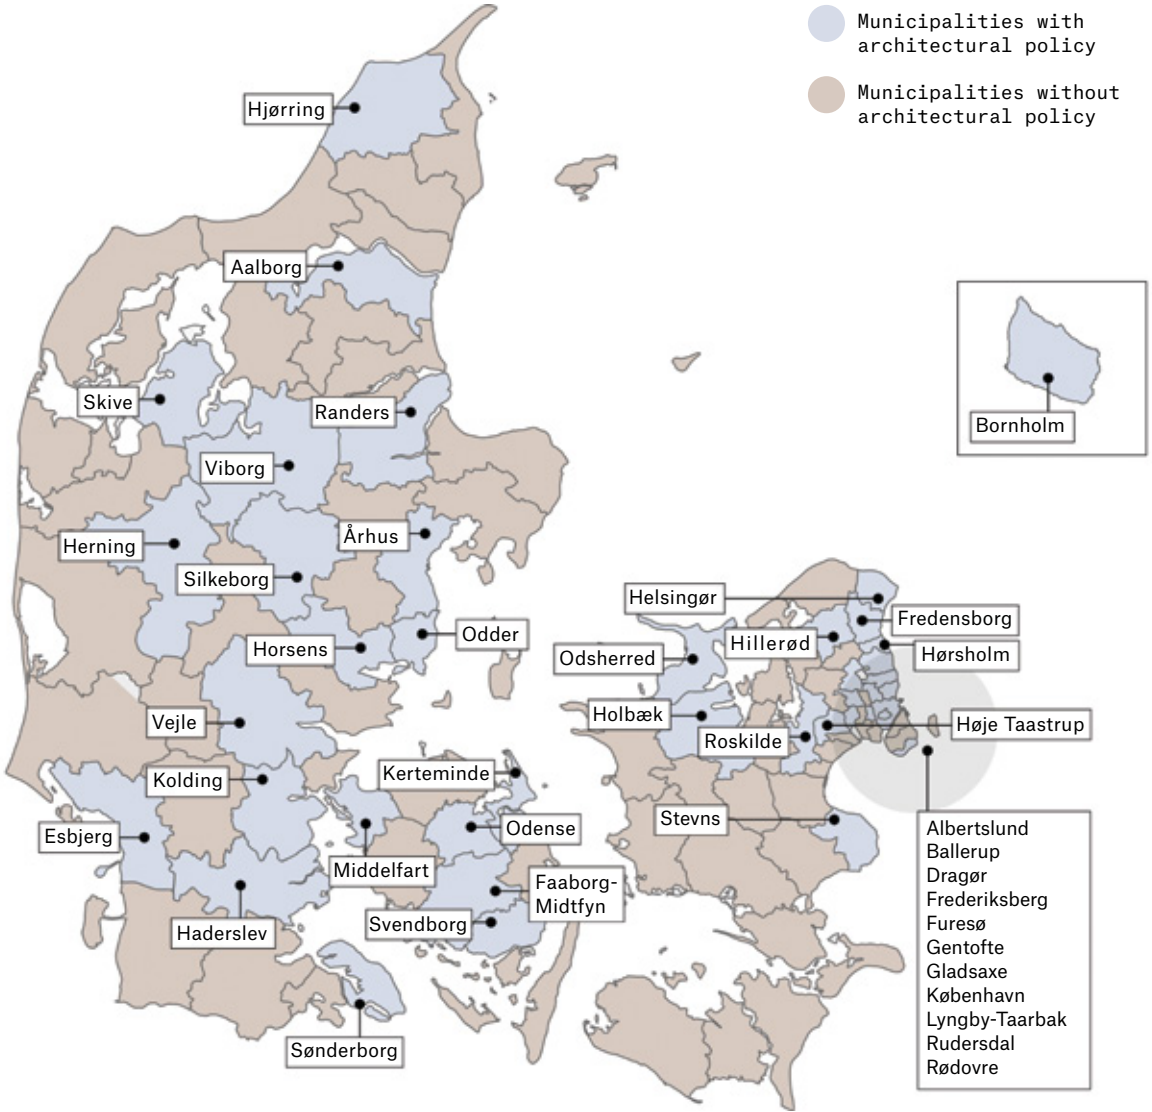 Municipalities with
architectural policy
Municipalities without
architectural policy
Hjørring
Aalborg
Skive
Randers
Viborg
Bornholm
Herning
Århus
Silkeborg
Helsingør
Fredensborg
Odder
Hillerød
Horsens
Odsherred
Hørsholm
Holbæk
Vejle
Roskilde
Høje Taastrup
Kolding
Kerteminde
Stevns
Esbjerg
Odense
Middelfart
Faaborg-
Midtfyn
Svendborg
Haderslev
Sønderborg
Albertslund
Ballerup
Dragør
Frederiksberg
Furesø
Gentofte
Gladsaxe
København
Lyngby-Taarbak
Rudersdal
Rødovre